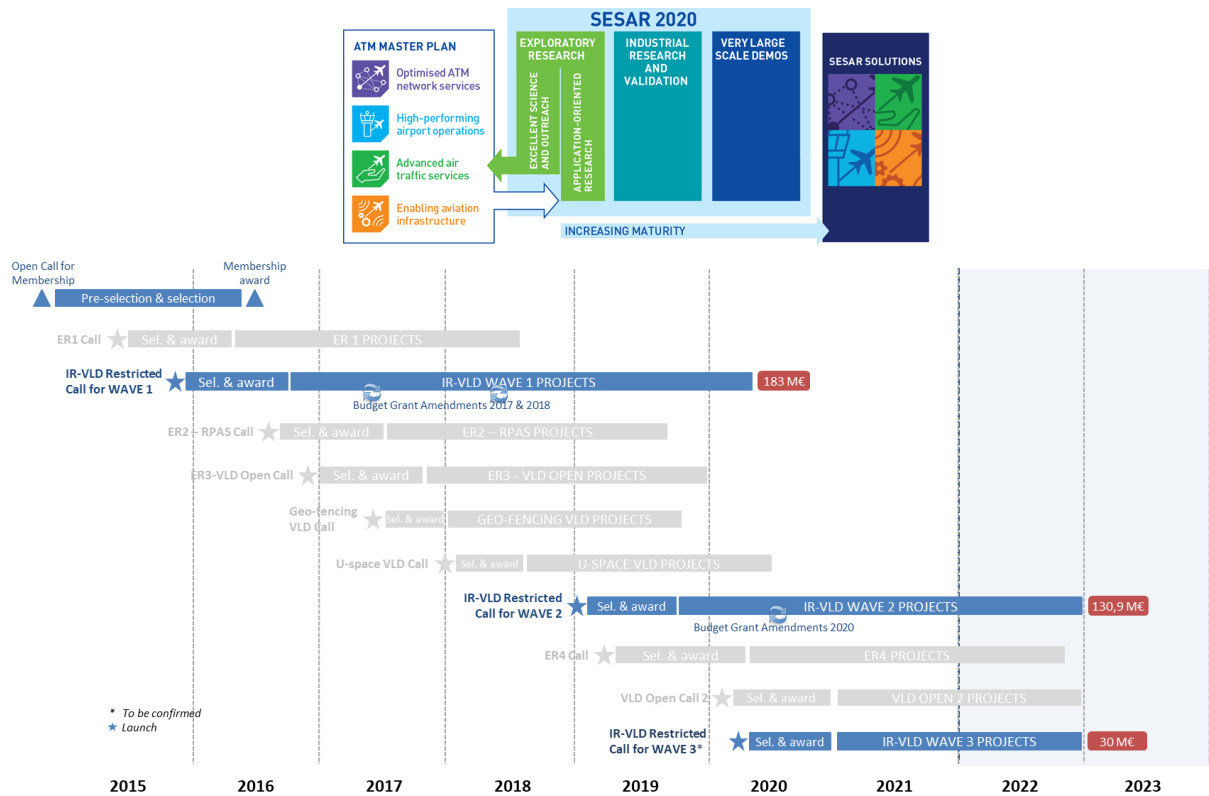 SESAR 2020
ATM MASTER PLAN
Optimised ATM
network services
High-performing
airport operations
Advanced air
traffic services
Enabling aviation
infrastructure
EXPLORATORY
RESEARCH
EXCELLENT SCIENCE
AND OUTREACH
APPLICATION-ORIENTED
RESEARCH
INDUSTRIAL
RESEARCH
AND
VALIDATION
VERY LARGE
SCALE DEMOS
SESAR SOLUTIONS
INCREASING MATURITY
Open Call for
Membership
Membership
award
Pre-selection & selection
ER1 Call
Sel. & award
ER 1 PROJECTS
IR-VLD Restricted
Call for WAVE 1
Sel. & award
IR-VLD WAVE 1 PROJECTS
183 M€
Budget Grant Amendments 2017 & 2018
ER2 – RPAS Call
Sel. & award
ER2 – RPAS PROJECTS
ER3-VLD Open Call
Sel. & award
ER3 - VLD OPEN PROJECTS
Geo-fencing
VLD Call
Sel. & award
GEO-FENCING VLD PROJECTS
U-space VLD Call
Sel. & award
U-SPACE VLD PROJECTS
IR-VLD Restricted
Call for WAVE 2
Sel. & award
IR-VLD WAVE 2 PROJECTS
130,9 M€
Budget Grant Amendments 2020
ER4 Call
Sel. & award
ER4 PROJECTS
VLD Open Call 2
Sel. & award
VLD OPEN 2 PROJECTS
* To be confirmed
Launch
IR-VLD Restricted
Call for WAVE 3*
Sel. & award
IR-VLD WAVE 3 PROJECTS
30 M€
2015 2016 2017 2018 2019 2020 2021 2022 2023